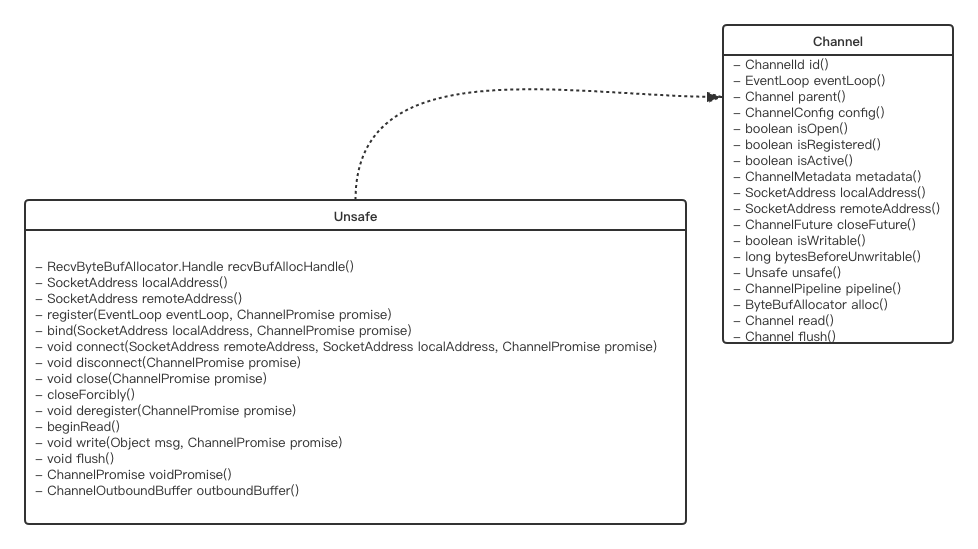 Channel
– ChannelId id()
– EventLoop eventLoop()
– Channel parent()
– ChannelConfig config()
– boolean isOpen()
– boolean isRegistered()
– boolean isActive()
– ChannelMetadata metadata()
– SocketAddress localAddress()
– SocketAddress remoteAddress()
– ChannelFuture closeFuture()
– boolean isWritable()
– long bytesBeforeUnwritable()
– Unsafe unsafe()
– ChannelPipeline pipeline()
– ByteBufAllocator alloc()
– Channel read()
– Channel flush()
Unsafe
– RecvByteBufAllocator.Handle recvBufAllocHandle()
– SocketAddress localAddress()
– SocketAddress remoteAddress()
– register(EventLoop eventLoop, ChannelPromise promise)
– bind(SocketAddress localAddress, ChannelPromise promise)
– void connect(SocketAddress remoteAddress, SocketAddress localAddress, ChannelPromise promise)
– void disconnect(ChannelPromise promise)
– void close(ChannelPromise promise)
– closeForcibly()
– void deregister(ChannelPromise promise)
– beginRead()
– void write(Object msg, ChannelPromise promise)
– void flush()
– ChannelPromise voidPromise()
– ChannelOutboundBuffer outboundBuffer()